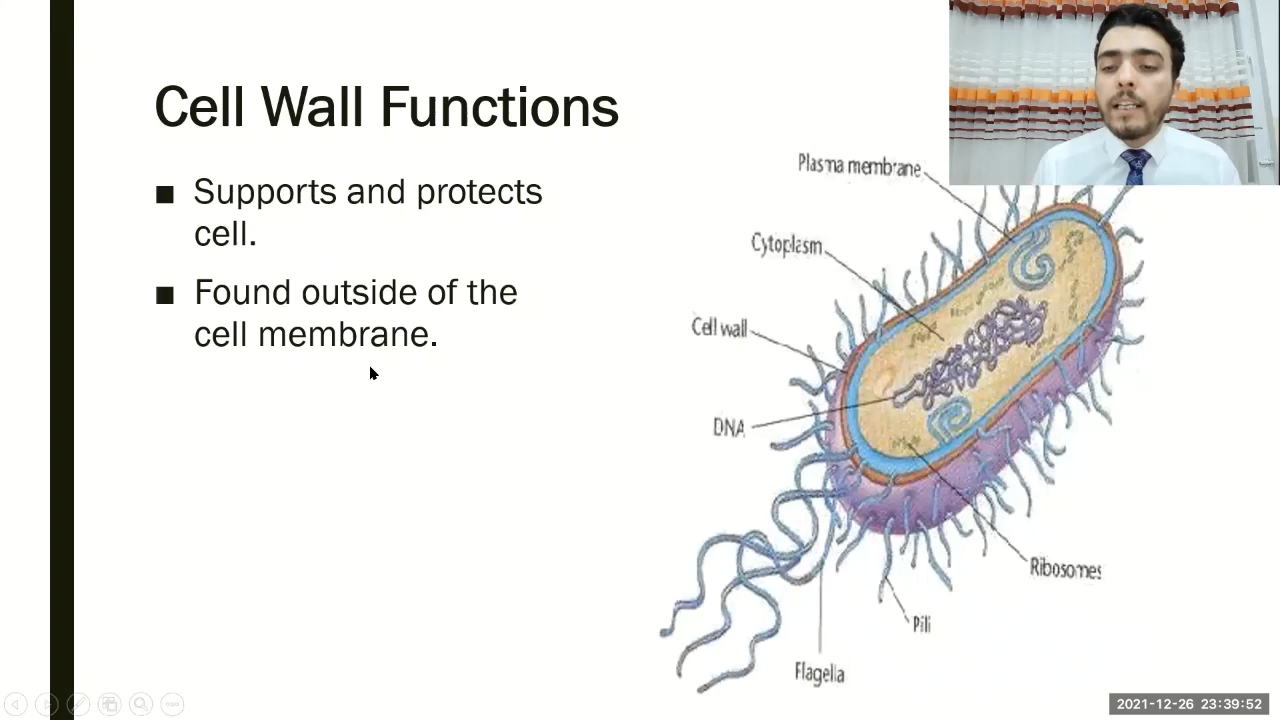 Cell Wall Functions
■ Supports and protects
cell.
■ Found outside of the
cell membrane.
Plasma membrane
Cytoplasm
Cell wall
DNA
Ribosomes
Pili
Flagella
2021-12-26 23:39:52